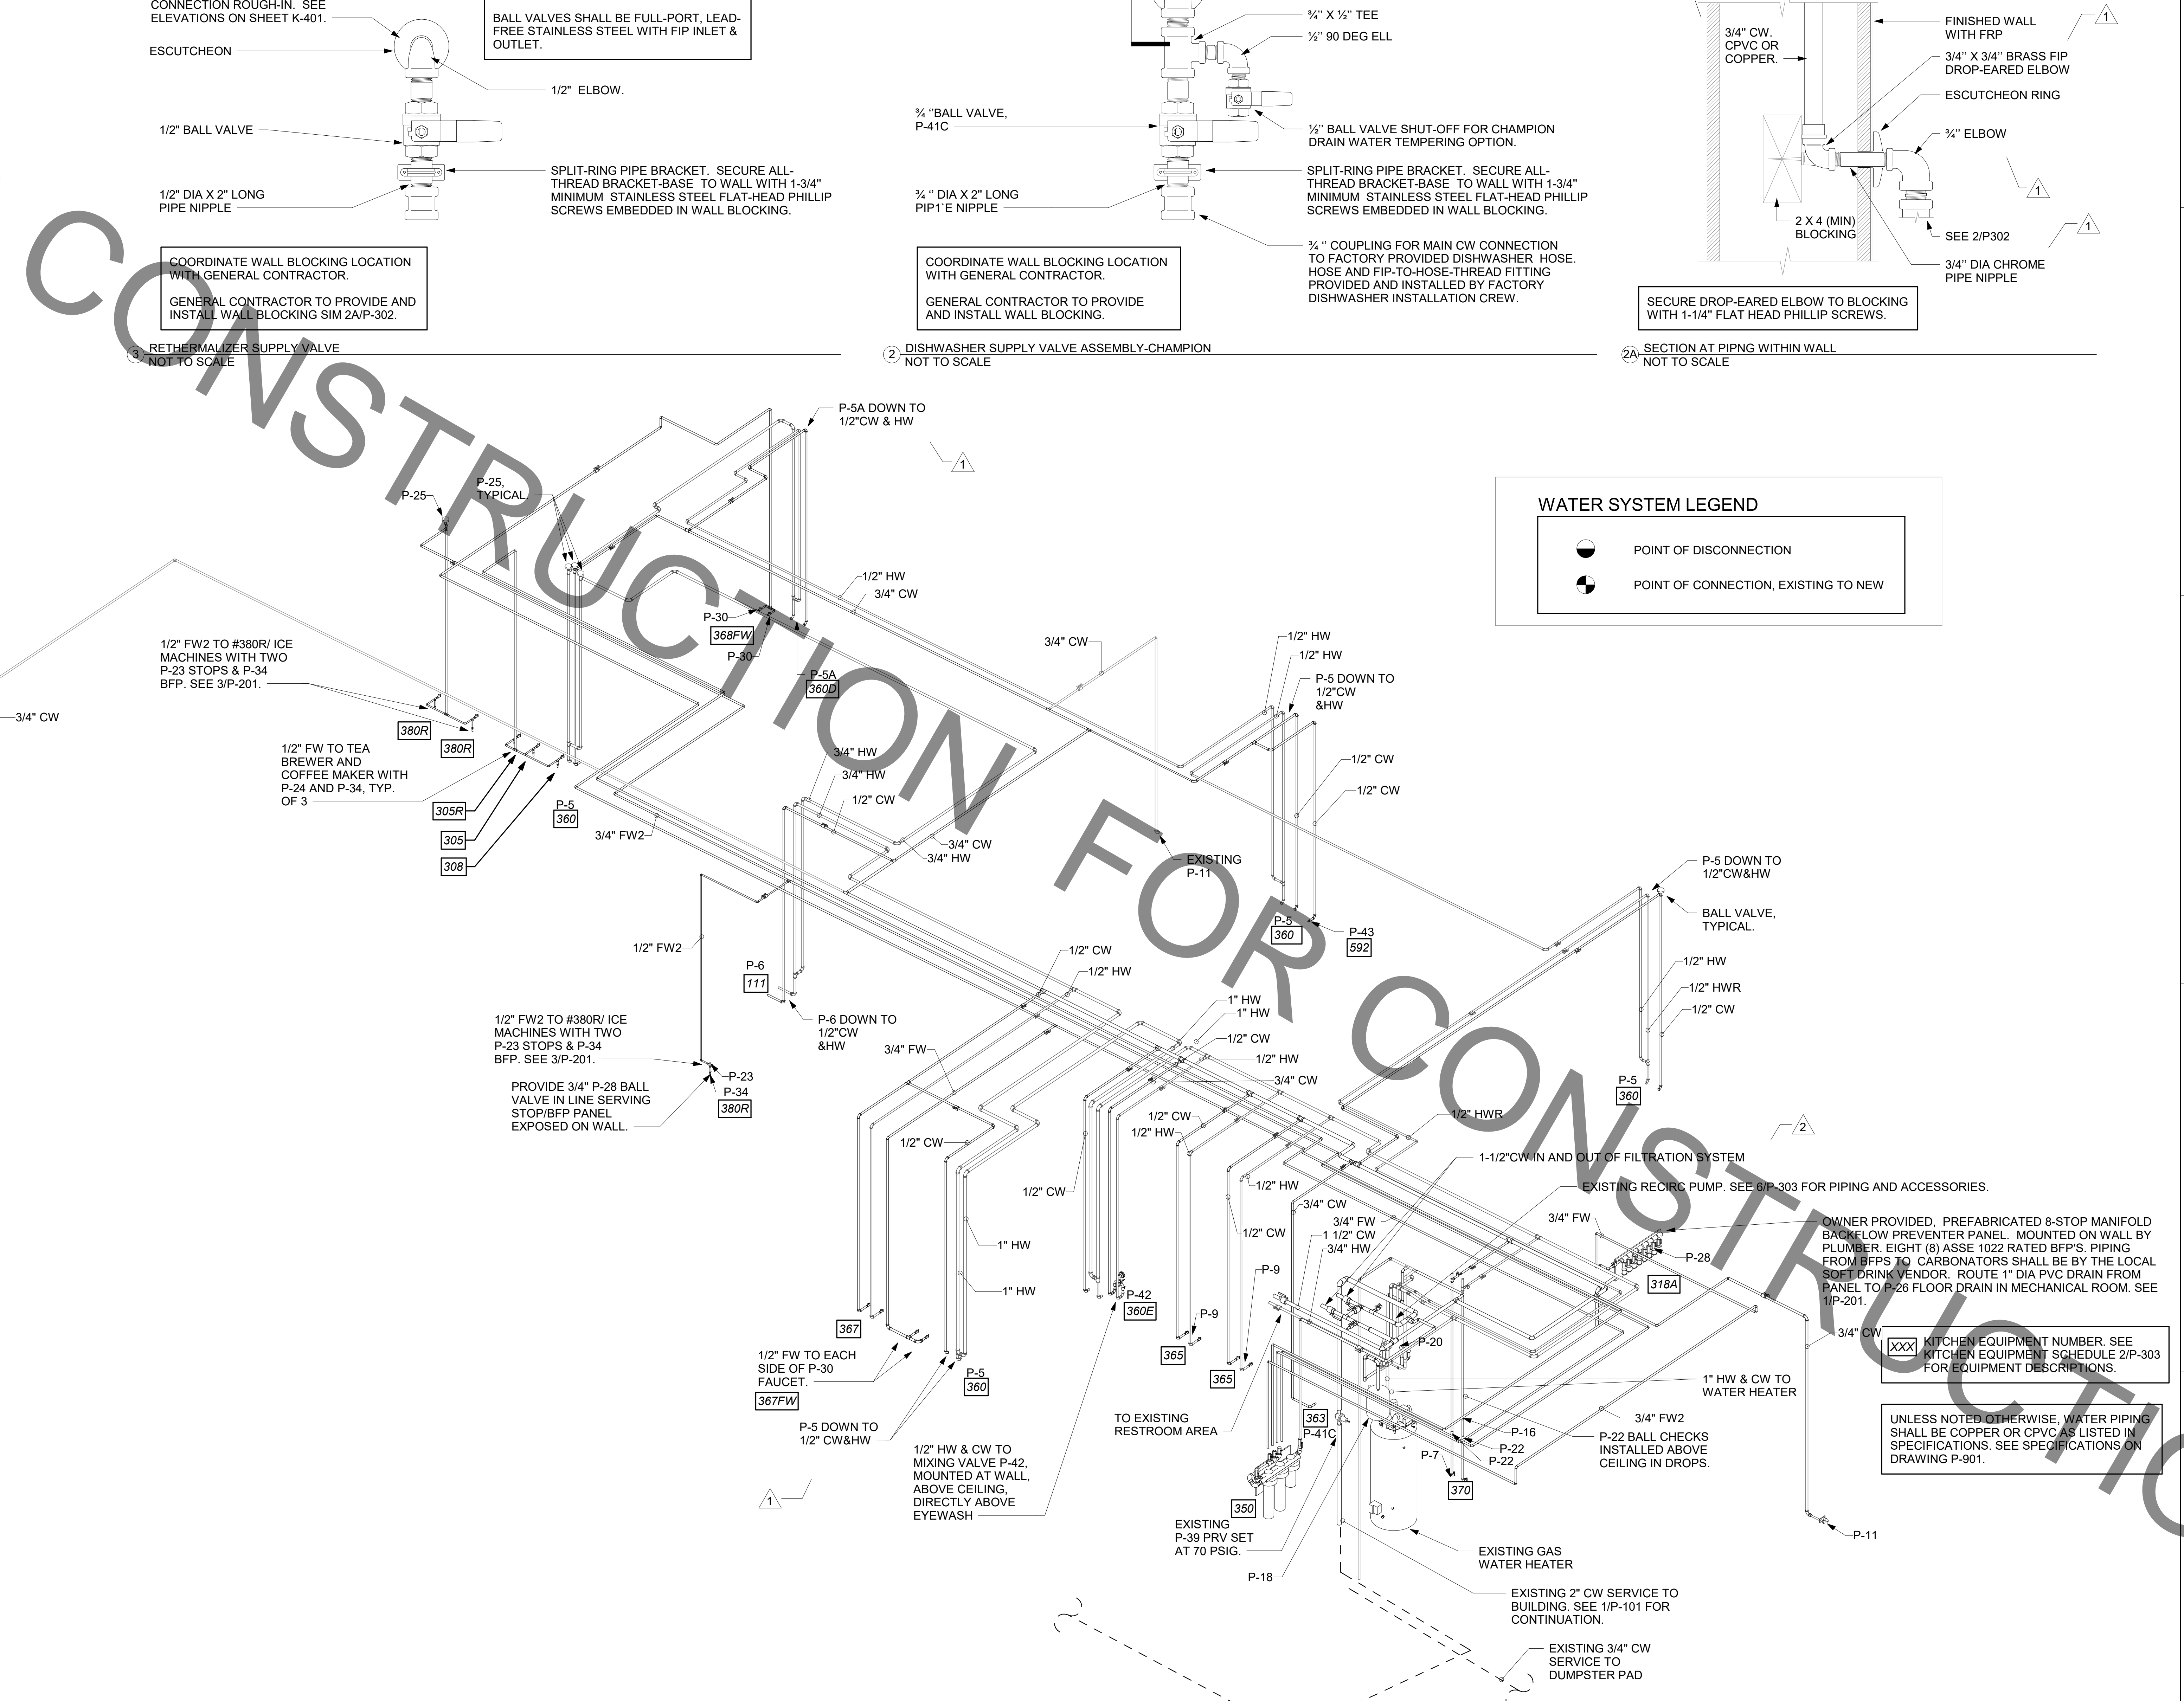 CONNECTION ROUGH-IN. SEE
ELEVATIONS ON SHEET K-401.
ESCUTCHEON
BALL VALVES SHALL BE FULL-PORT, LEAD-
FREE STAINLESS STEEL WITH FIP INLET &
OUTLET.
1/2" ELBOW.
1/2" BALL VALVE
1/2" DIA X 2" LONG
PIPE NIPPLE
SPLIT-RING PIPE BRACKET. SECURE ALL-
THREAD BRACKET-BASE TO WALL WITH 1-3/4"
MINIMUM STAINLESS STEEL FLAT-HEAD PHILLIP
SCREWS EMBEDDED IN WALL BLOCKING.
COORDINATE WALL BLOCKING LOCATION
WITH GENERAL CONTRACTOR.
GENERAL CONTRACTOR TO PROVIDE AND
INSTALL WALL BLOCKING SIM 2A/P-302.
3 RETHERMALIZER SUPPLY VALVE
NOT TO SCALE
¾'' X ½'' TEE
½'' 90 DEG ELL
¾ ''BALL VALVE,
P-41C
½'' BALL VALVE SHUT-OFF FOR CHAMPION
DRAIN WATER TEMPERING OPTION.
SPLIT-RING PIPE BRACKET. SECURE ALL-
THREAD BRACKET-BASE TO WALL WITH 1-3/4"
MINIMUM STAINLESS STEEL FLAT-HEAD PHILLIP
SCREWS EMBEDDED IN WALL BLOCKING.
¾ '' DIA X 2" LONG
PIP1`E NIPPLE
¾ '' COUPLING FOR MAIN CW CONNECTION
TO FACTORY PROVIDED DISHWASHER HOSE.
HOSE AND FIP-TO-HOSE-THREAD FITTING
PROVIDED AND INSTALLED BY FACTORY
DISHWASHER INSTALLATION CREW.
COORDINATE WALL BLOCKING LOCATION
WITH GENERAL CONTRACTOR.
GENERAL CONTRACTOR TO PROVIDE
AND INSTALL WALL BLOCKING.
2 DISHWASHER SUPPLY VALVE ASSEMBLY-CHAMPION
NOT TO SCALE
3/4" CW.
CPVC OR
COPPER.
FINISHED WALL
WITH FRP
1
3/4'' X 3/4'' BRASS FIP
DROP-EARED ELBOW
ESCUTCHEON RING
¾'' ELBOW
1
2 X 4 (MIN)
BLOCKING
SEE 2/P302
1
3/4'' DIA CHROME
PIPE NIPPLE
SECURE DROP-EARED ELBOW TO BLOCKING
WITH 1-1/4" FLAT HEAD PHILLIP SCREWS.
2A SECTION AT PIPNG WITHIN WALL
NOT TO SCALE
CONSTRUCTION FOR CONSTRUCTIO
P-5A DOWN TO
1/2"CW & HW
1
P-25
P-25,
TYPICAL.
WATER SYSTEM LEGEND
POINT OF DISCONNECTION
POINT OF CONNECTION, EXISTING TO NEW
1/2" HW
3/4" CW
P-30
368FW
P-30
P-5A
360D
3/4" CW
1/2" HW
1/2" HW
P-5 DOWN TO
1/2"CW
&HW
1/2" FW2 TO #380R/ ICE
MACHINES WITH TWO
P-23 STOPS & P-34
BFP. SEE 3/P-201.
3/4" CW
380R
380R
1/2" FW TO TEA
BREWER AND
COFFEE MAKER WITH
P-24 AND P-34, TYP.
OF 3
305R
305
308
P-5
360
3/4" FW2
3/4" HW
3/4" HW
1/2" CW
3/4" CW
3/4" HW
1/2" CW
1/2" CW
EXISTING
P-11
P-5
360
P-43
592
P-5 DOWN TO
1/2"CW&HW
BALL VALVE,
TYPICAL.
1/2" HW
1/2" HWR
1/2" CW
P-5
360
1/2" FW2
P-6
111
P-6 DOWN TO
1/2"CW
&HW
1/2" CW
1/2" HW
1" HW
1" HW
1/2" CW
1/2" HW
3/4" CW
1/2" FW2 TO #380R/ ICE
MACHINES WITH TWO
P-23 STOPS & P-34
BFP. SEE 3/P-201.
P-23
P-34
380R
PROVIDE 3/4" P-28 BALL
VALVE IN LINE SERVING
STOP/BFP PANEL
EXPOSED ON WALL.
3/4" FW
1/2" CW
1/2" CW
1/2" HW
1/2" HWR
2
1-1/2"CW IN AND OUT OF FILTRATION SYSTEM
EXISTING RECIRC PUMP. SEE 6/P-303 FOR PIPING AND ACCESSORIES.
1/2" CW
1/2" HW
1/2" CW
3/4" CW
3/4" FW
1 1/2" CW
3/4" HW
3/4" FW
OWNER PROVIDED, PREFABRICATED 8-STOP MANIFOLD
BACKFLOW PREVENTER PANEL. MOUNTED ON WALL BY
PLUMBER. EIGHT (8) ASSE 1022 RATED BFP'S. PIPING
FROM BFPS TO CARBONATORS SHALL BE BY THE LOCAL
SOFT DRINK VENDOR. ROUTE 1" DIA PVC DRAIN FROM
PANEL TO P-26 FLOOR DRAIN IN MECHANICAL ROOM. SEE
1/P-201.
P-28
318A
1" HW
1" HW
P-42
360E
P-9
P-9
P-20
3/4" CW
XXX KITCHEN EQUIPMENT NUMBER. SEE
KITCHEN EQUIPMENT SCHEDULE 2/P-303
FOR EQUIPMENT DESCRIPTIONS.
367
1/2" FW TO EACH
SIDE OF P-30
FAUCET.
367FW
P-5
360
365
365
1" HW & CW TO
WATER HEATER
P-5 DOWN TO
1/2" CW&HW
TO EXISTING
RESTROOM AREA
363
P-41C
3/4" FW2
P-16
P-22
P-22
P-7
370
P-22 BALL CHECKS
INSTALLED ABOVE
CEILING IN DROPS.
UNLESS NOTED OTHERWISE, WATER PIPING
SHALL BE COPPER OR CPVC AS LISTED IN
SPECIFICATIONS. SEE SPECIFICATIONS ON
DRAWING P-901.
1
1/2" HW & CW TO
MIXING VALVE P-42,
MOUNTED AT WALL,
ABOVE CEILING,
DIRECTLY ABOVE
EYEWASH
350
EXISTING
P-39 PRV SET
AT 70 PSIG.
P-18
EXISTING GAS
WATER HEATER
P-11
EXISTING 2" CW SERVICE TO
BUILDING. SEE 1/P-101 FOR
CONTINUATION.
EXISTING 3/4" CW
SERVICE TO
DUMPSTER PAD